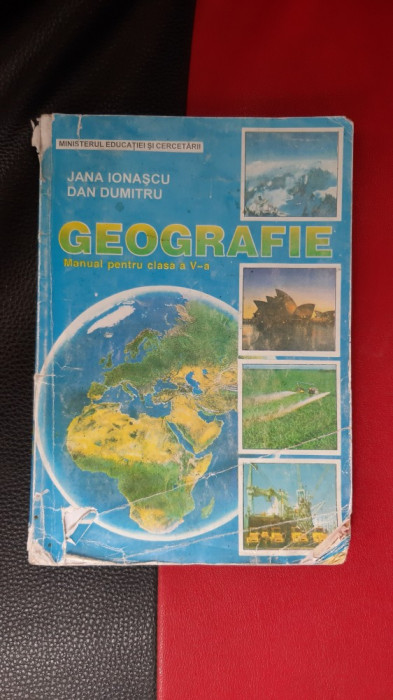 MINISTERUL EDUCAȚIEI ȘI CERCETĂRII
JANA IONAȘCU
DAN DUMITRU
GEOGRAFIE
Manual pentru clasa a V-a